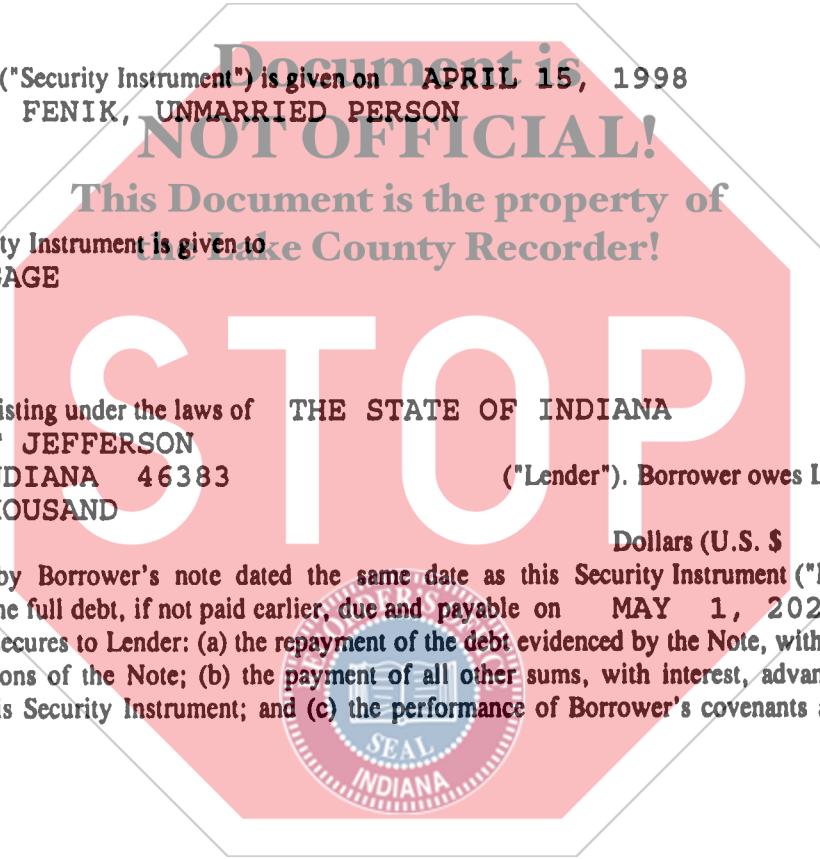 Document is
("Security Instrument") is given on APRIL 15, 1998
FENIK, UNMARRIED PERSON
NOT OFFICIAL!
This Document is the property of
ty Instrument is given to
the Lake County Recorder!
GAGE
STOP
isting under the laws of THE STATE OF INDIANA
JEFFERSON
NDIANA 46383 ("Lender"). Borrower owes L
OUSAND
Dollars (U.S. $
by Borrower's note dated the same date as this Security Instrument ("
he full debt, if not paid earlier, due and payable on MAY 1, 202
ecures to Lender: (a) the repayment of the debt evidenced by the Note, with
ons of the Note; (b) the payment of all other sums, with interest, advan
is Security Instrument; and (c) the performance of Borrower's covenants a
SEAL
INDIANA